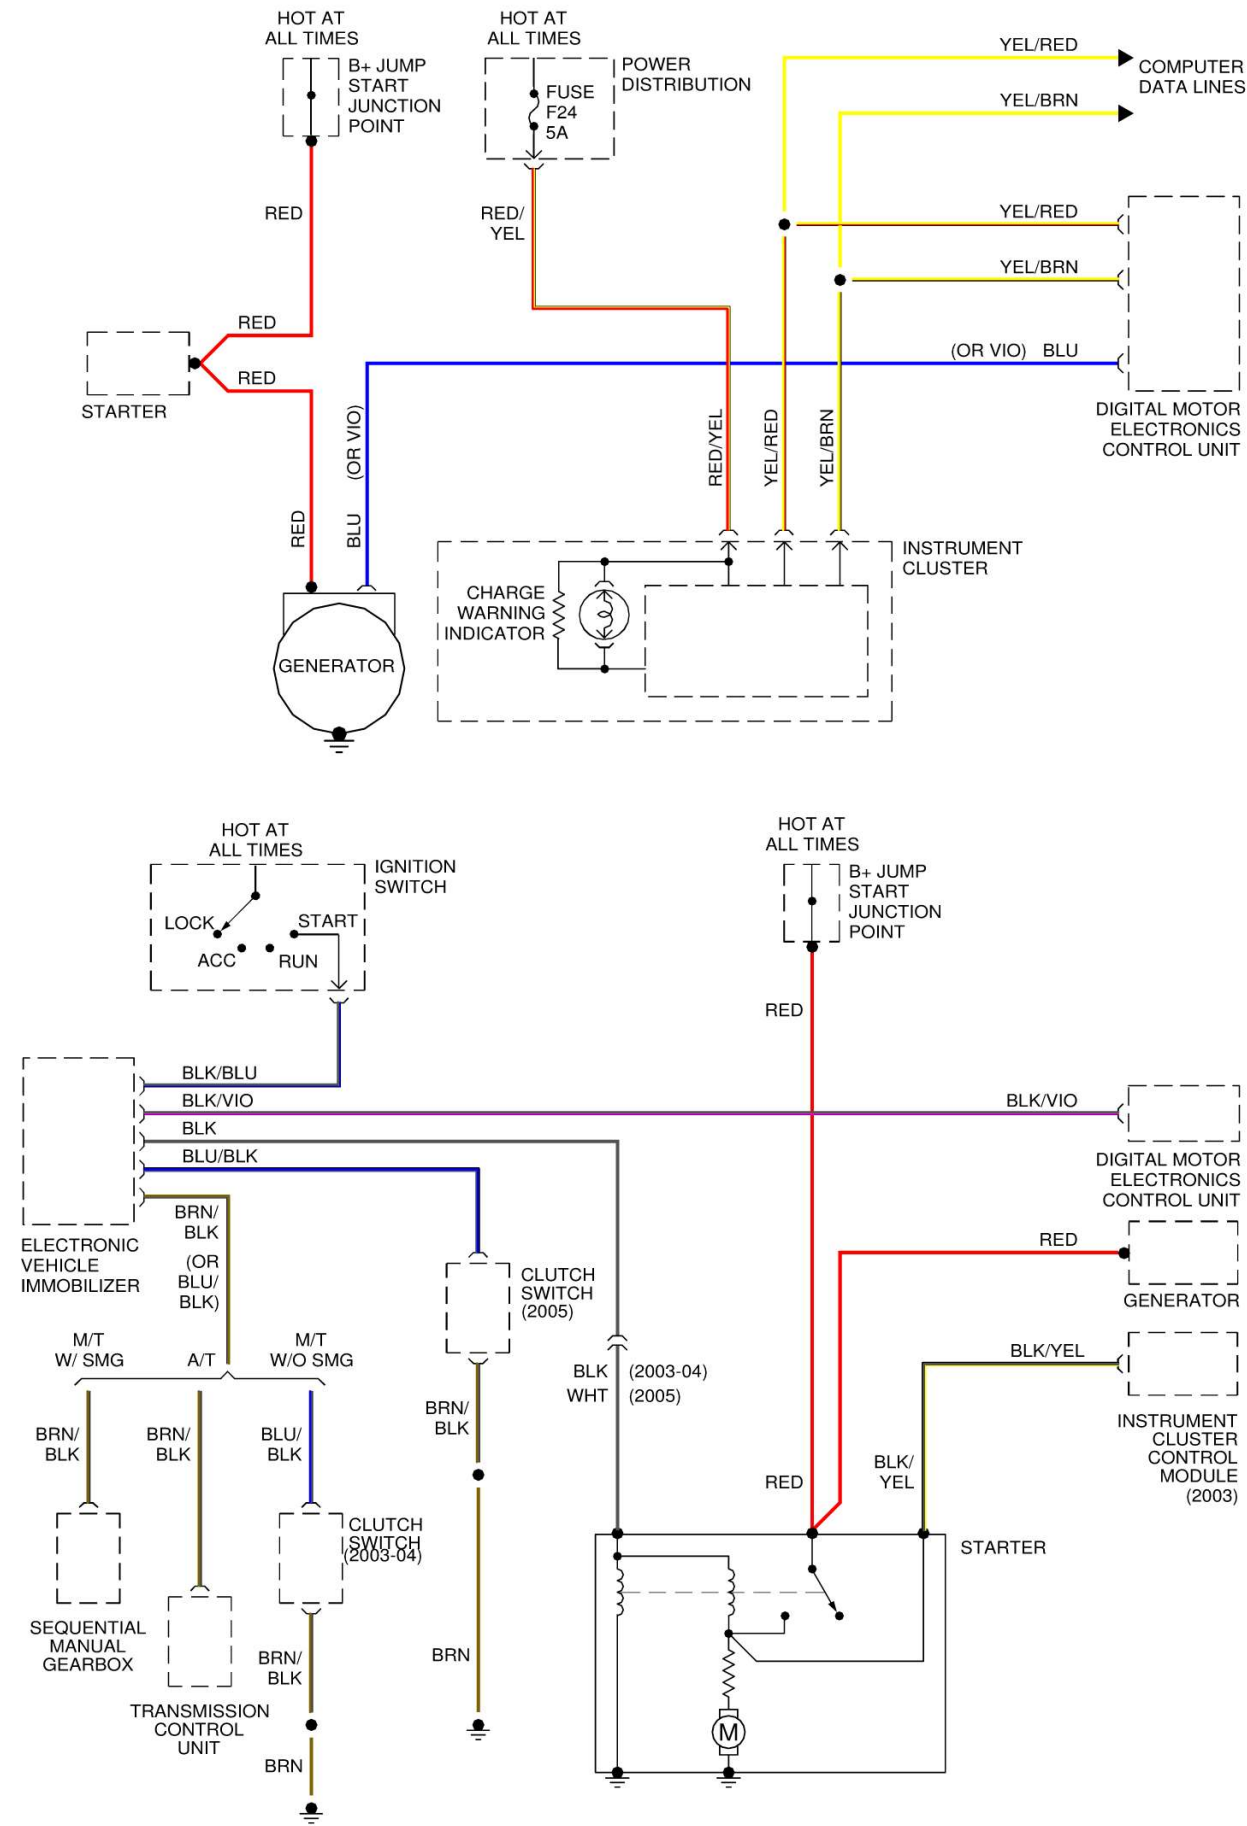 HOT AT
ALL TIMES
B+ JUMP
START
JUNCTION
POINT
HOT AT
ALL TIMES
POWER
DISTRIBUTION
FUSE
F24
5A
YEL/RED
YEL/BRN
COMPUTER
DATA LINES
RED
RED/
YEL
YEL/RED
YEL/BRN
RED
RED
STARTER
(OR VIO) BLU
DIGITAL MOTOR
ELECTRONICS
CONTROL UNIT
RED
BLU (OR VIO)
RED/YEL
YEL/RED
YEL/BRN
INSTRUMENT
CLUSTER
CHARGE
WARNING
INDICATOR
GENERATOR
HOT AT
ALL TIMES
IGNITION
SWITCH
LOCK
START
ACC
RUN
HOT AT
ALL TIMES
B+ JUMP
START
JUNCTION
POINT
RED
BLK/BLU
BLK/VIO
BLK
BLU/BLK
BRN/
BLK
(OR
BLU/
BLK)
ELECTRONIC
VEHICLE
IMMOBILIZER
BLK/VIO
DIGITAL MOTOR
ELECTRONICS
CONTROL UNIT
RED
GENERATOR
BLK/YEL
INSTRUMENT
CLUSTER
CONTROL
MODULE
(2003)
CLUTCH
SWITCH
(2005)
M/T
W/ SMG
A/T
M/T
W/O SMG
BLK (2003-04)
WHT (2005)
BRN/
BLK
BRN/
BLK
BRN/
BLK
BLU/
BLK
RED
BLK/
YEL
CLUTCH
SWITCH
(2003-04)
STARTER
SEQUENTIAL
MANUAL
GEARBOX
TRANSMISSION
CONTROL
UNIT
BRN/
BLK
BRN
BRN
M